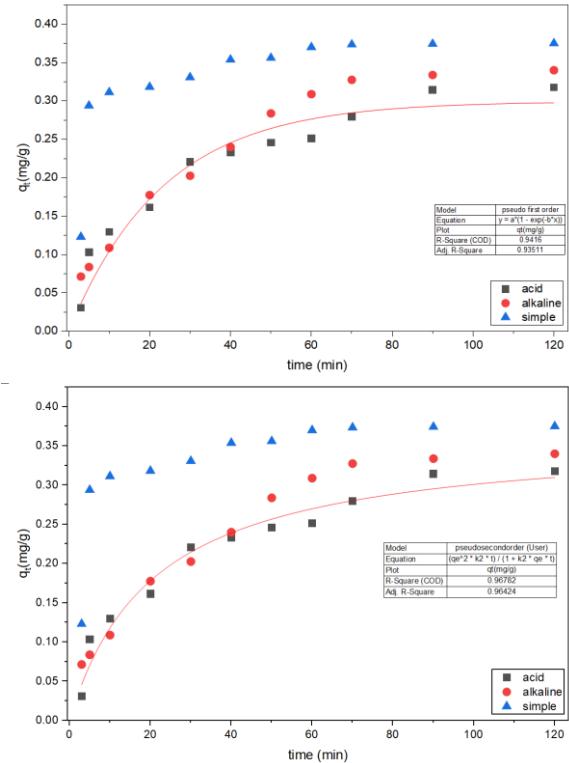 0.40
0.35
0.30
0.25
0.20
0.15
0.10
0.05
0.00
qt(mg/g)
Model pseudo first order
Equation y = a*(1 - exp(-b*x))
Plot qt(mg/g)
R-Square (COD) 0.9416
Adj. R-Square 0.93511
acid
alkaline
simple
0 20 40 60 80 100 120
time (min)
0.40
0.35
0.30
0.25
0.20
0.15
0.10
0.05
0.00
qt(mg/g)
Model pseudosecondorder (User)
Equation (qe^2 * k2 * t) / (1 + k2 * qe * t)
Plot qt(mg/g)
R-Square (COD) 0.96782
Adj. R-Square 0.96424
acid
alkaline
simple
0 20 40 60 80 100 120
time (min)